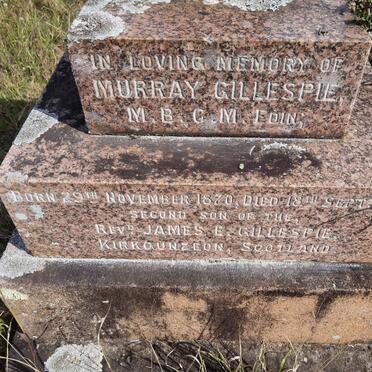 IN LOVING MEMORY OF
MURRAY GILLESPIE,
M.B.C.M. EDIN;
BORN 29TH NOVEMBER 1870, DIED 18TH SEPT
SECOND SON OF THE,
REVD JAMES E. GILLESPIE,
KIRKGUNZEON, SCOTLAND